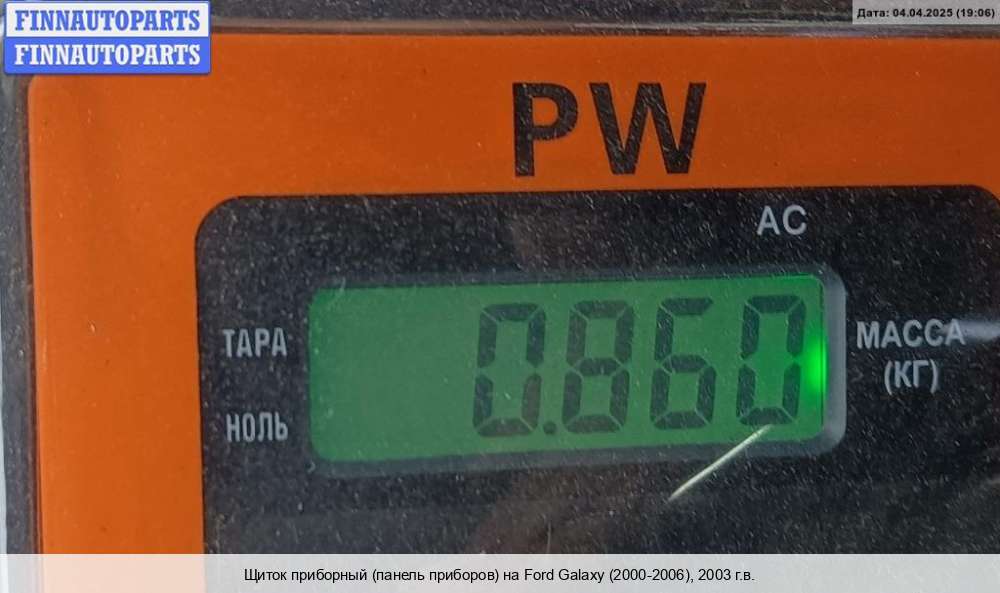 FINNAUTOPARTS
FINNAUTOPARTS
Дата: 04.04.2025 (19:06)
PW
AC
0.860
ТАРА
НОЛЬ
МАССА
(КГ)
Щиток приборный (панель приборов) на Ford Galaxy (2000-2006), 2003 г.в.